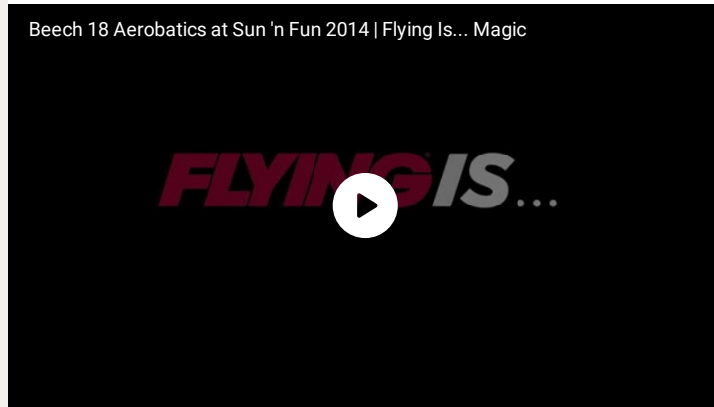 Beech 18 Aerobatics at Sun 'n Fun 2014 | Flying Is... Magic
FLYING IS...